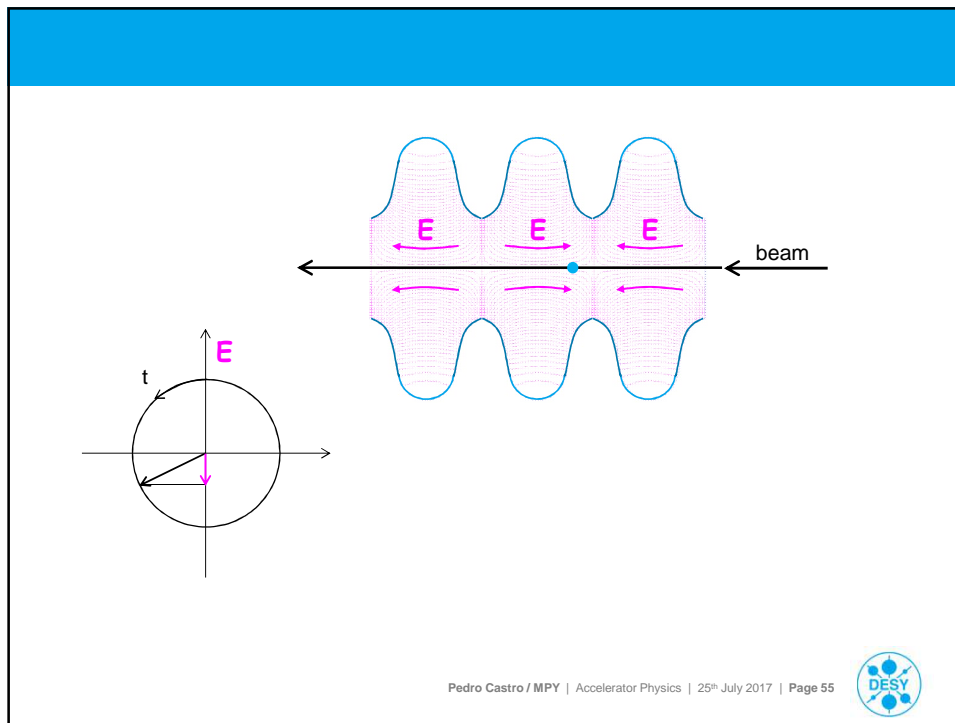 E E E
beam
E
t
Pedro Castro / MPY | Accelerator Physics | 25th July 2017 | Page 55
DESY